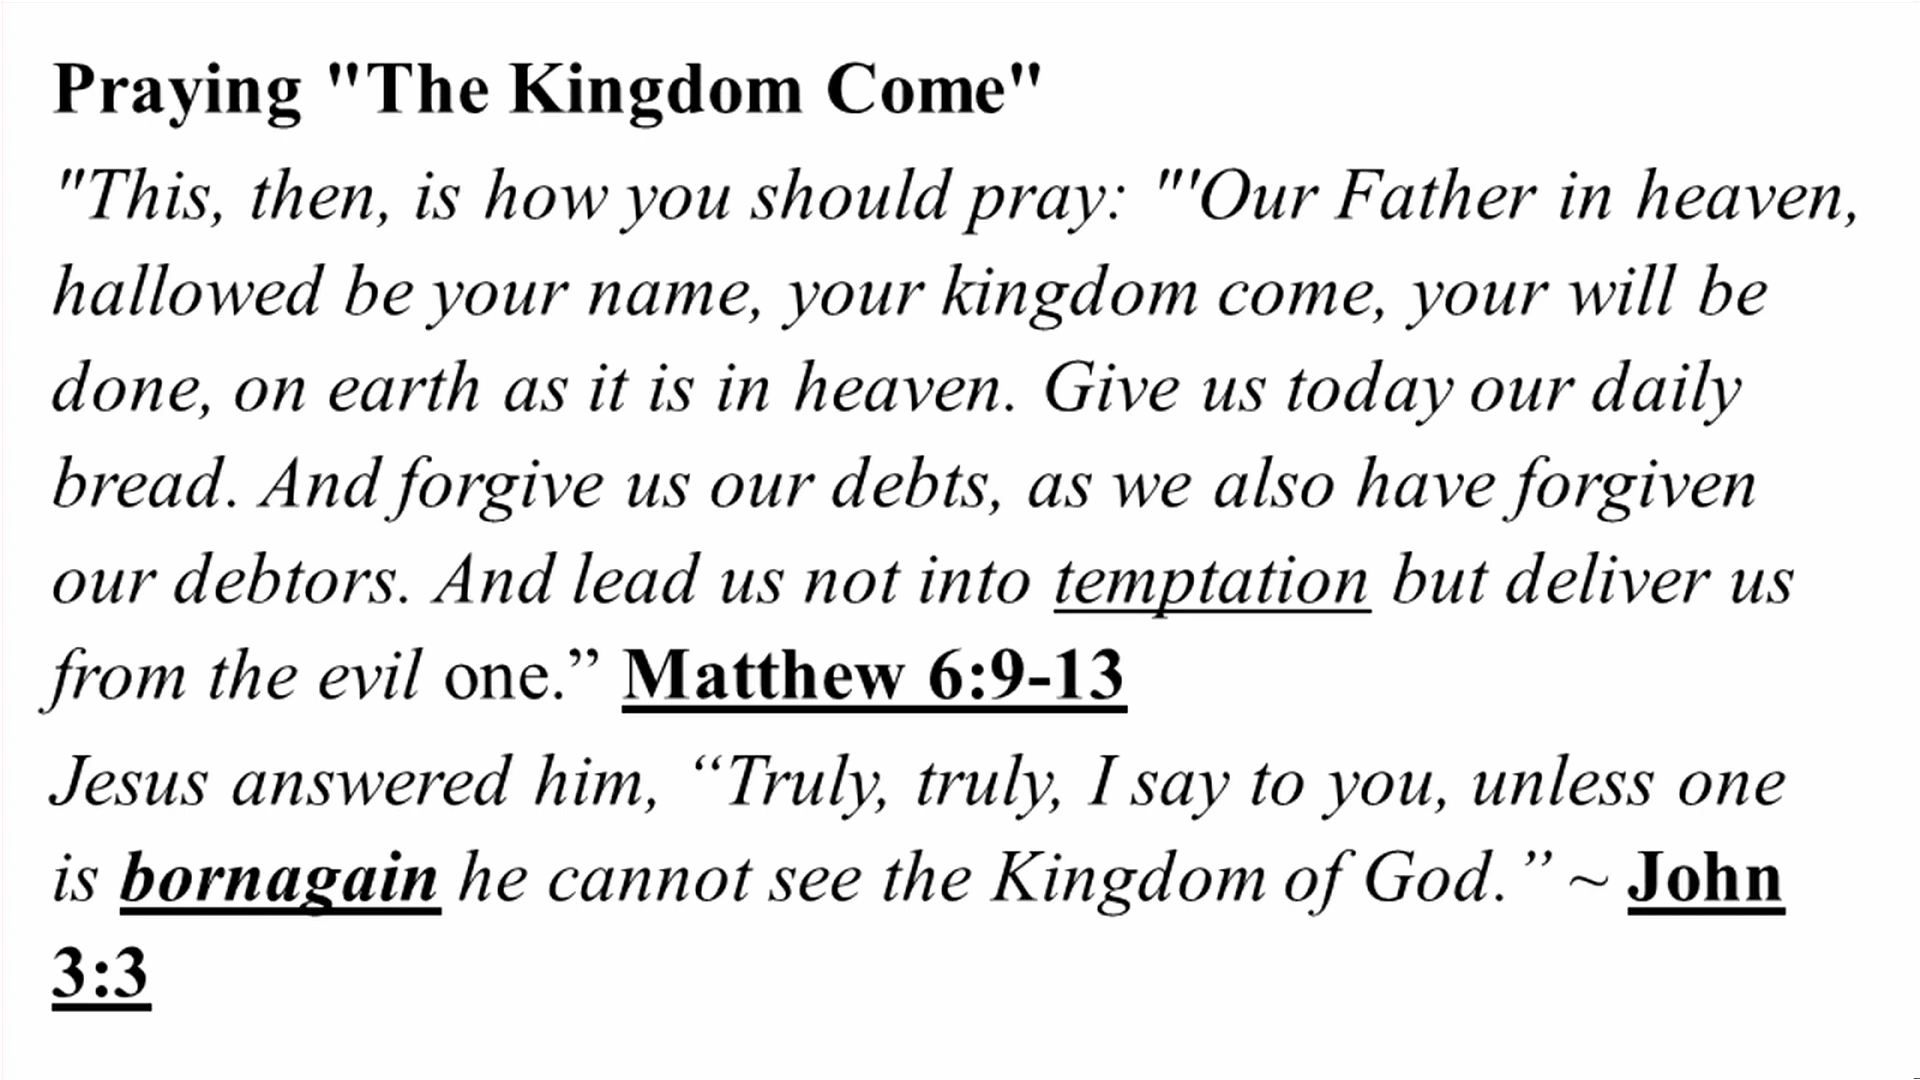 Praying "The Kingdom Come"
"This, then, is how you should pray: "'Our Father in heaven,
hallowed be your name, your kingdom come, your will be
done, on earth as it is in heaven. Give us today our daily
bread. And forgive us our debts, as we also have forgiven
our debtors. And lead us not into temptation but deliver us
from the evil one.” Matthew 6:9-13
Jesus answered him, “Truly, truly, I say to you, unless one
is bornagain he cannot see the Kingdom of God.” ~ John
3:3